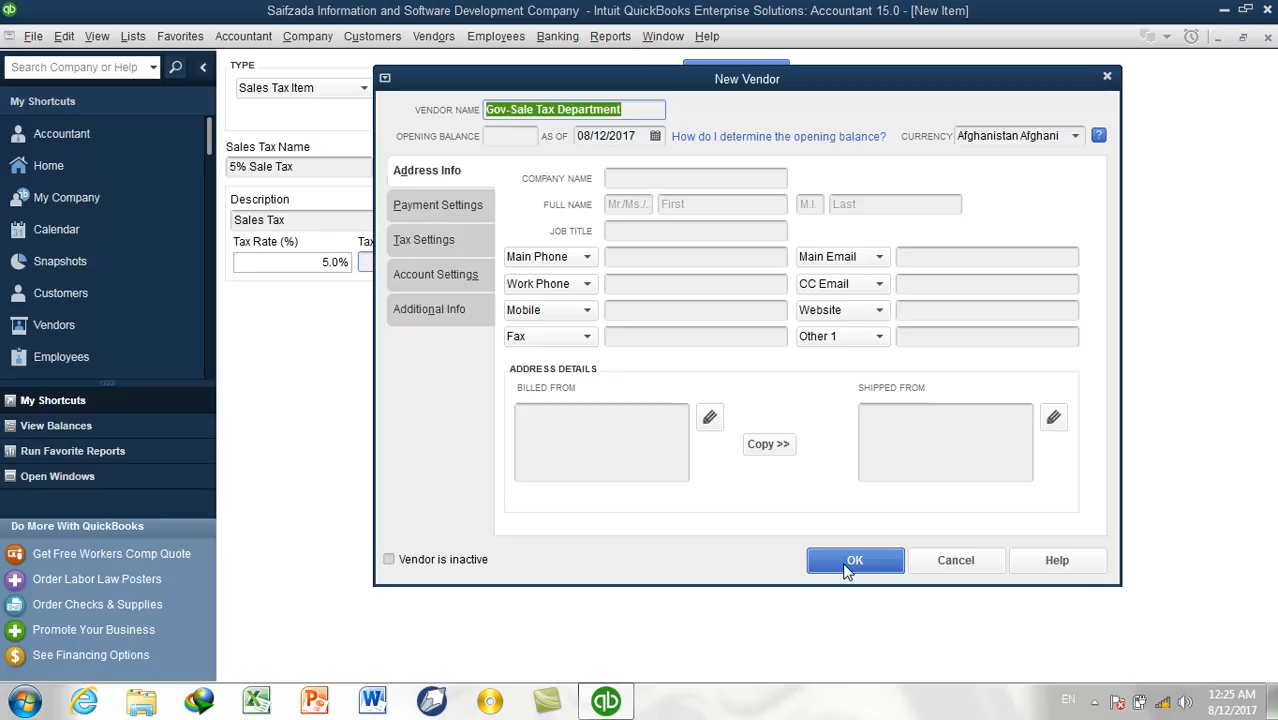 Saifzada Information and Software Development Company - Intuit QuickBooks Enterprise Solutions: Accountant 15.0 - [New Item]
File Edit View Lists Favorites Accountant Company Customers Vendors Employees Banking Reports Window Help
Search Company or Help
My Shortcuts
Accountant
Home
My Company
Calendar
Snapshots
Customers
Vendors
Employees
My Shortcuts
View Balances
Run Favorite Reports
Open Windows
Do More With QuickBooks
Get Free Workers Comp Quote
Order Labor Law Posters
Order Checks & Supplies
Promote Your Business
See Financing Options
TYPE
Sales Tax Item
Sales Tax Name
5% Sale Tax
Description
Sales Tax
Tax Rate (%) Tax
5.0%
New Vendor
VENDOR NAME Gov-Sale Tax Department
OPENING BALANCE AS OF 08/12/2017 How do I determine the opening balance? CURRENCY Afghanistan Afghani ?
Address Info
Payment Settings
Tax Settings
Account Settings
Additional Info
COMPANY NAME
FULL NAME Mr./Ms./.. First M.I. Last
JOB TITLE
Main Phone Main Email
Work Phone CC Email
Mobile Website
Fax Other 1
ADDRESS DETAILS
BILLED FROM SHIPPED FROM
Copy >>
Vendor is inactive
OK Cancel Help
EN
12:25 AM
8/12/2017